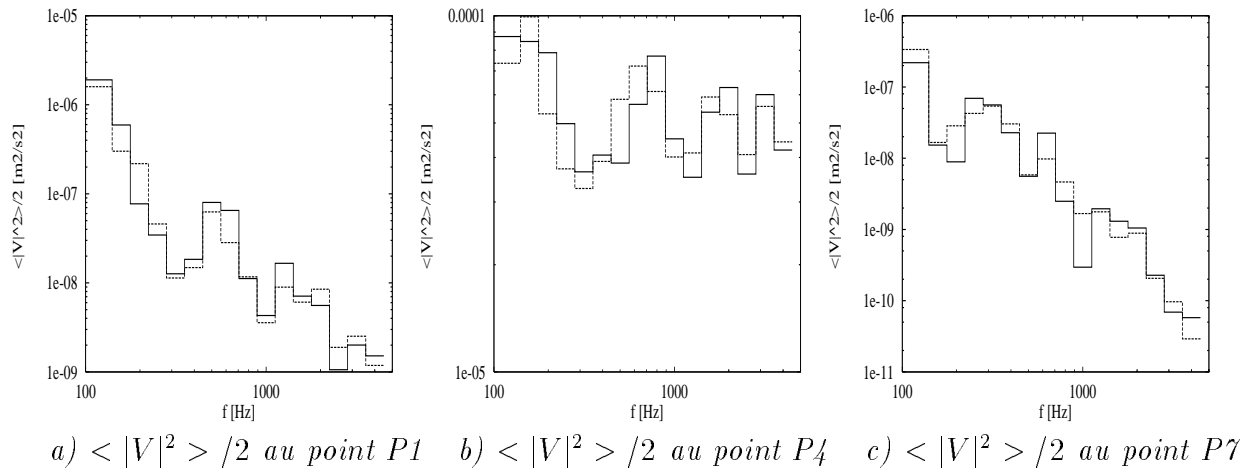 1e-05
1e-06
1e-07
1e-08
1e-09
100
1000
f [Hz]
<|V|^2>/2 [m2/s2]
a) < |V|² > /2 au point P1
0.0001
1e-05
100
1000
f [Hz]
<|V|^2>/2 [m2/s2]
b) < |V|² > /2 au point P4
1e-06
1e-07
1e-08
1e-09
1e-10
1e-11
100
1000
f [Hz]
<|V|^2>/2 [m2/s2]
c) < |V|² > /2 au point P7